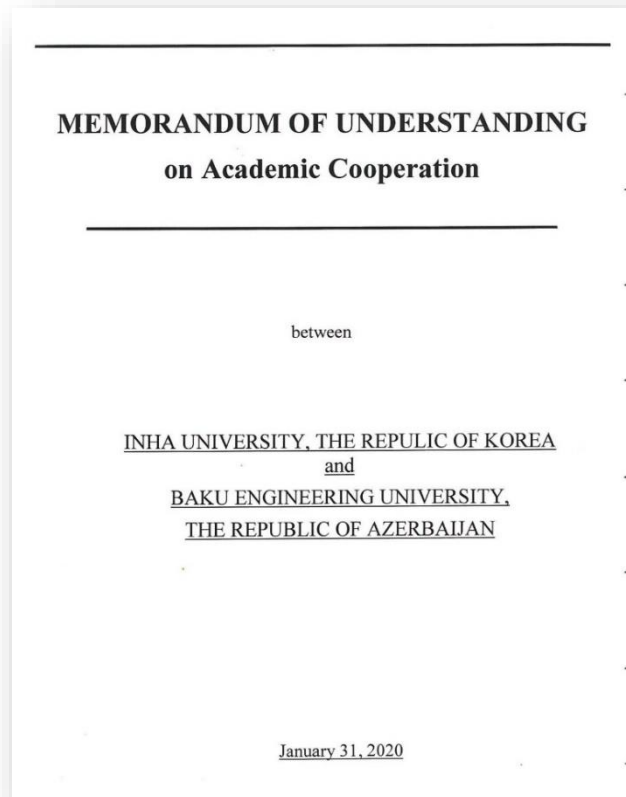 MEMORANDUM OF UNDERSTANDING
on Academic Cooperation
between
INHA UNIVERSITY, THE REPULIC OF KOREA
and
BAKU ENGINEERING UNIVERSITY,
THE REPUBLIC OF AZERBAIJAN
January 31, 2020